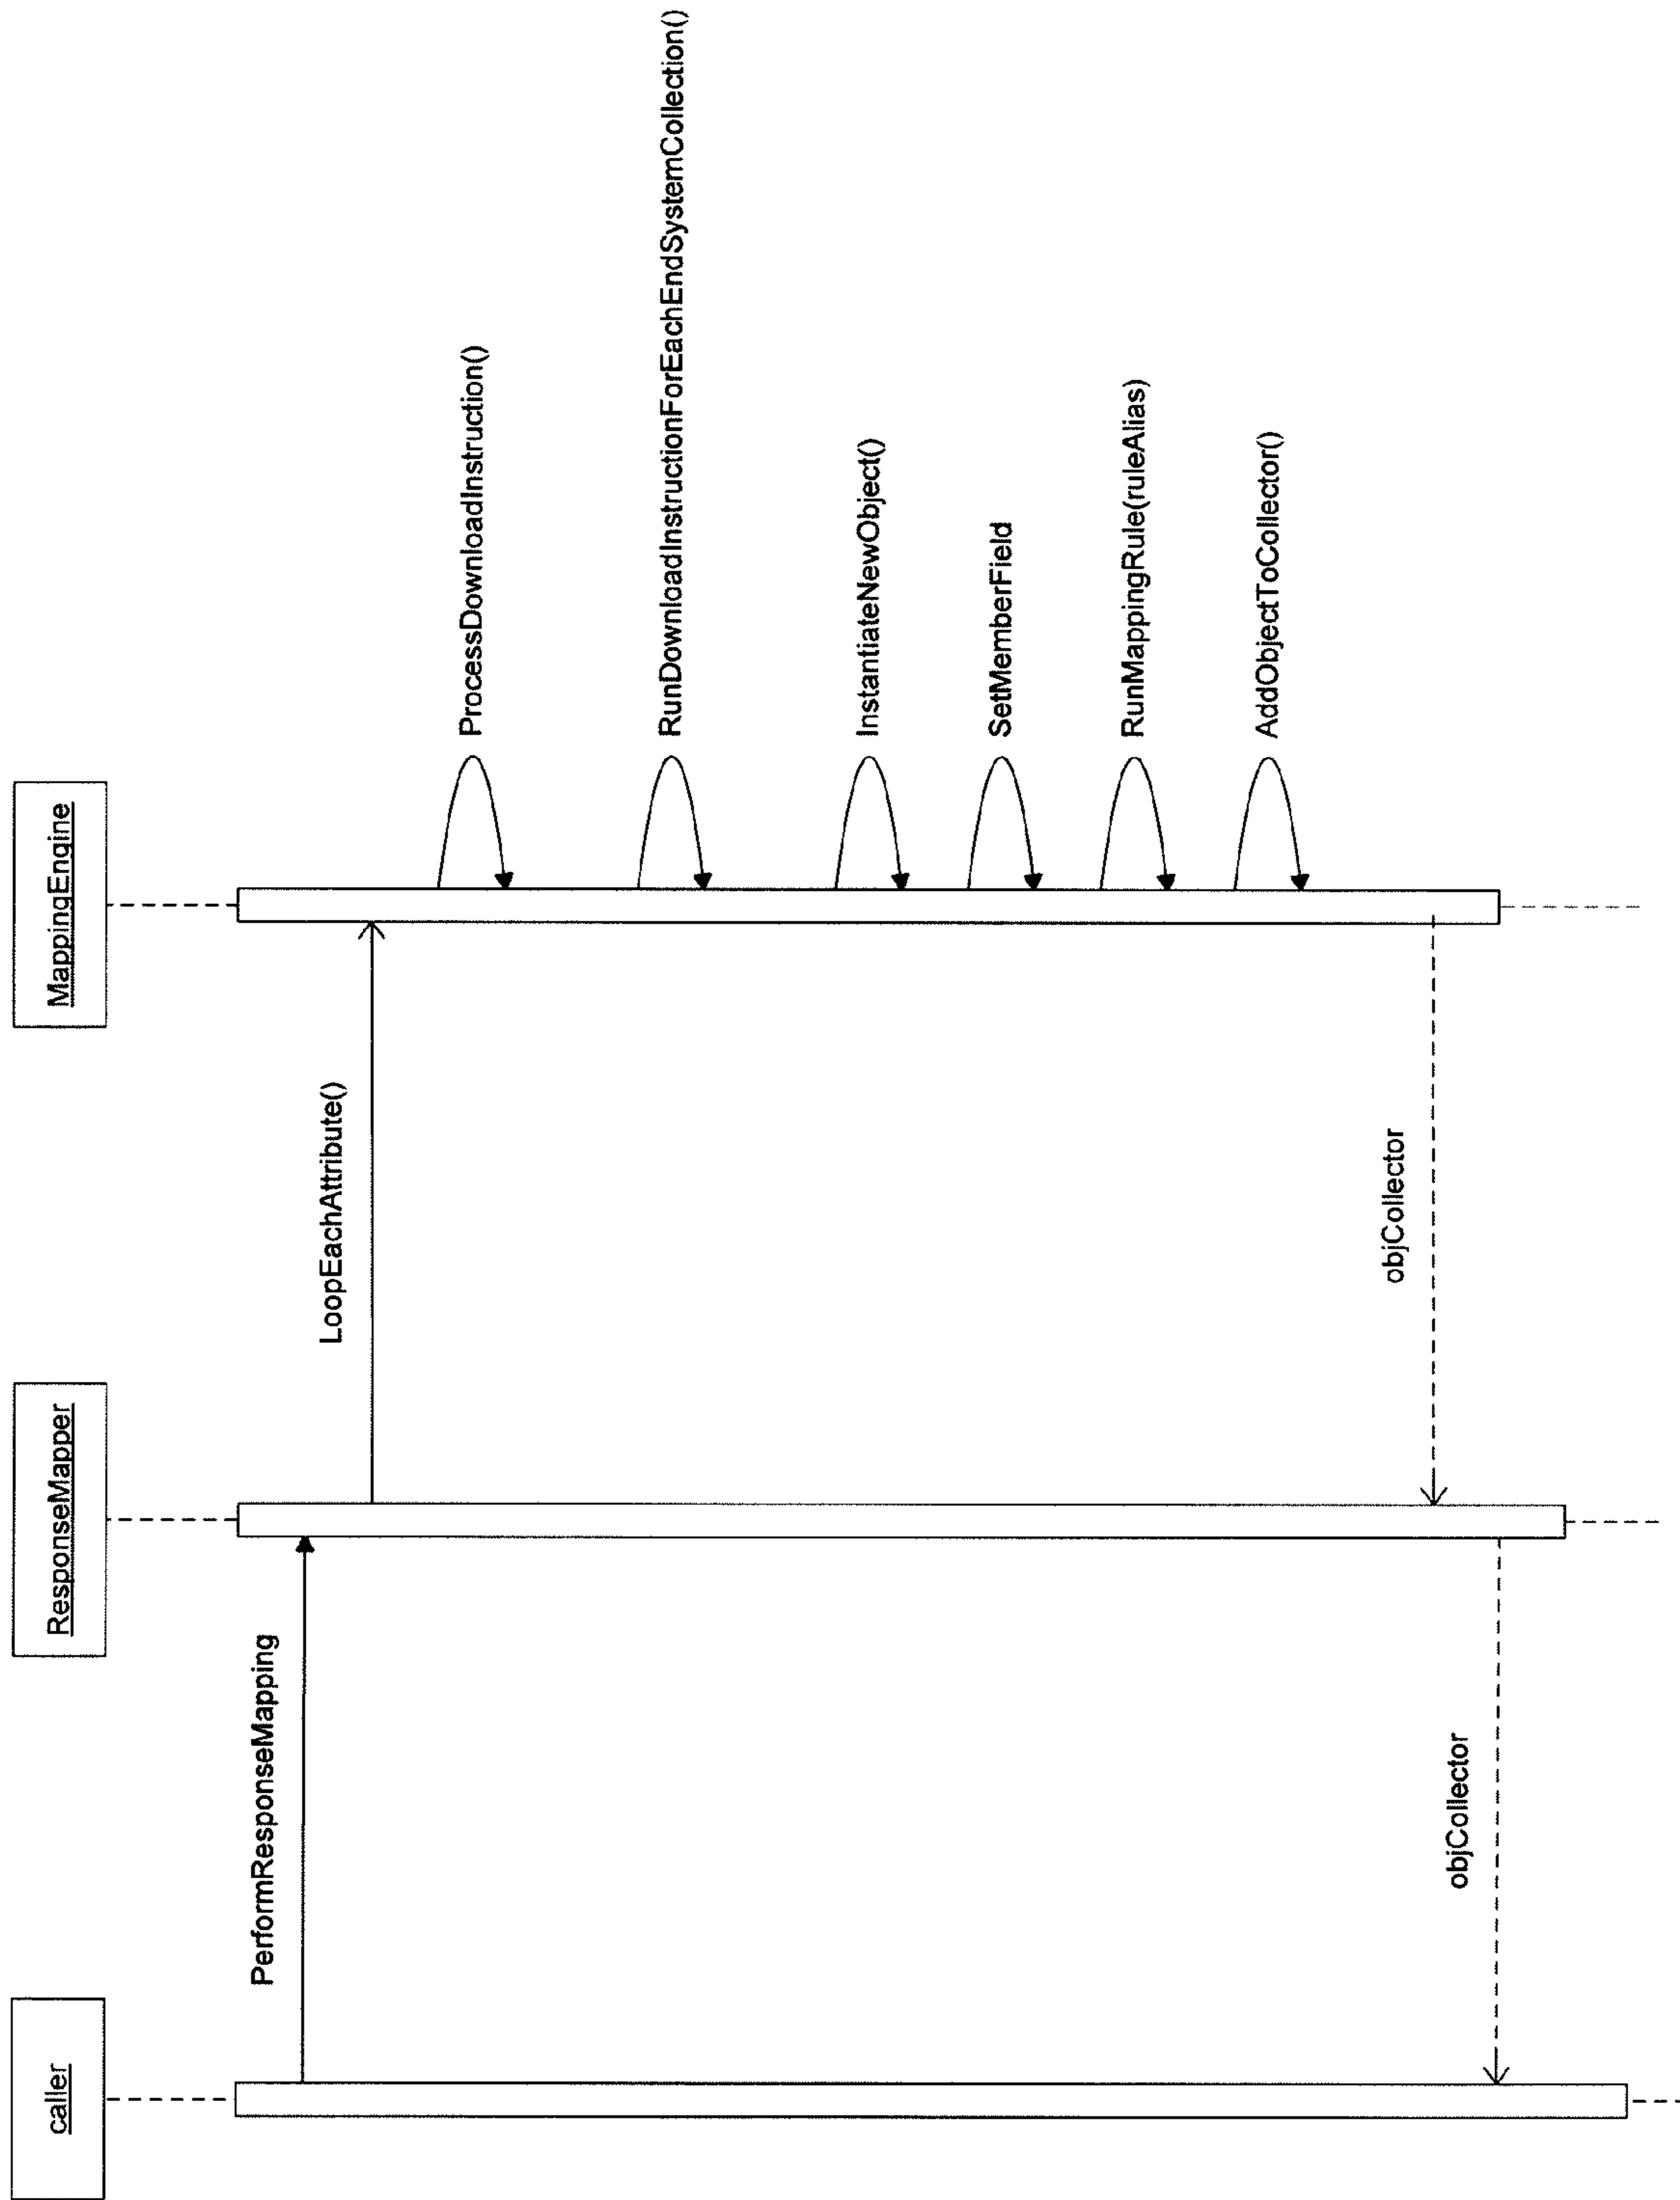 caller
ResponseMapper
MappingEngine
PerformResponseMapping
LoopEachAttribute()
ProcessDownloadInstruction()
RunDownloadInstructionForEachEndSystemCollection()
InstantiateNewObject()
SetMemberField
RunMappingRule(ruleAlias)
AddObjectToCollector()
objCollector
objCollector